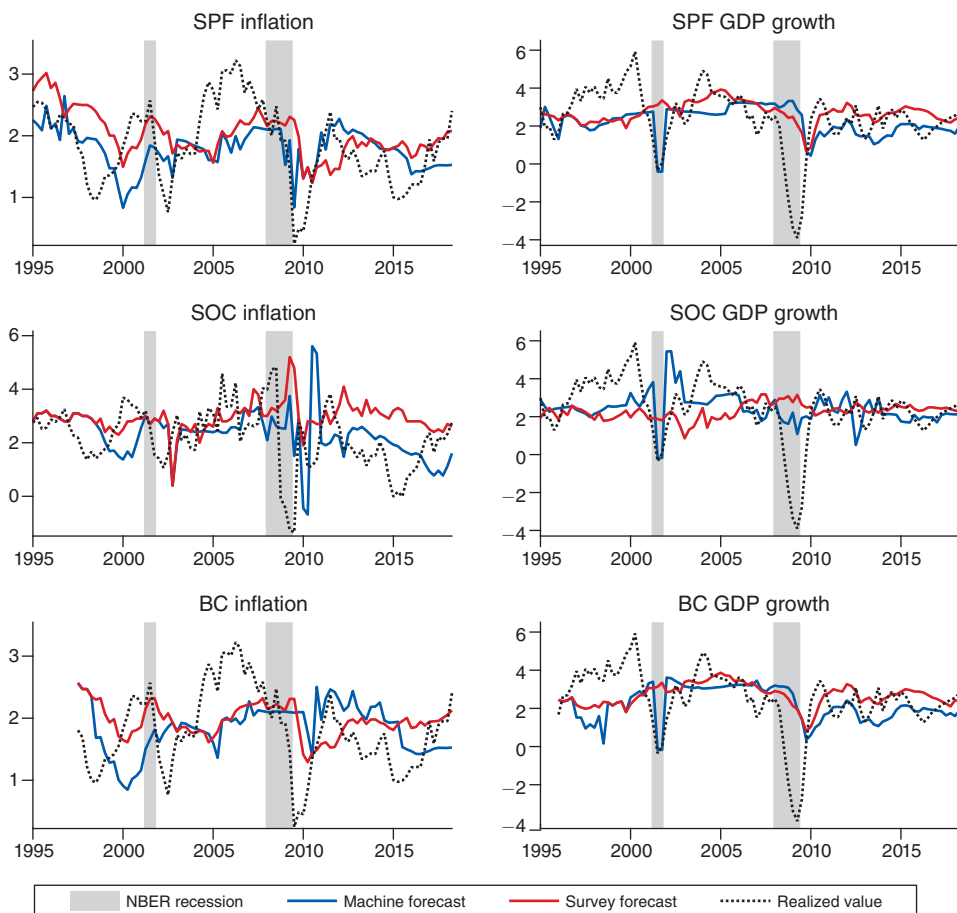 SPF inflation
3
2
1
1995 2000 2005 2010 2015
SPF GDP growth
6
4
2
0
−2
−4
1995 2000 2005 2010 2015
SOC inflation
6
4
2
0
1995 2000 2005 2010 2015
SOC GDP growth
6
4
2
0
−2
−4
1995 2000 2005 2010 2015
BC inflation
3
2
1
1995 2000 2005 2010 2015
BC GDP growth
6
4
2
0
−2
−4
1995 2000 2005 2010 2015
NBER recession Machine forecast Survey forecast Realized value